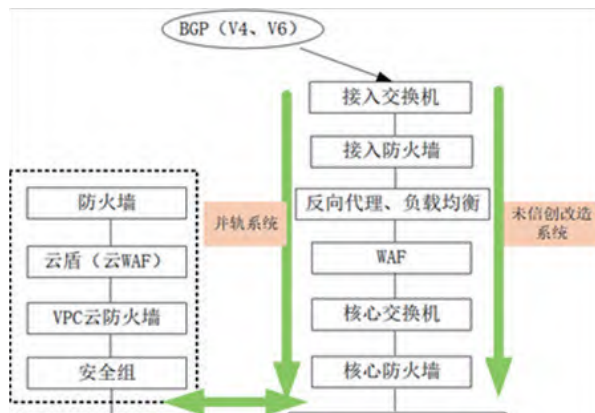 BGP（V4、V6）
接入交换机
接入防火墙
反向代理、负载均衡
WAF
核心交换机
核心防火墙
防火墙
云盾（云WAF）
VPC云防火墙
安全组
并轨系统
未信创改造
系统